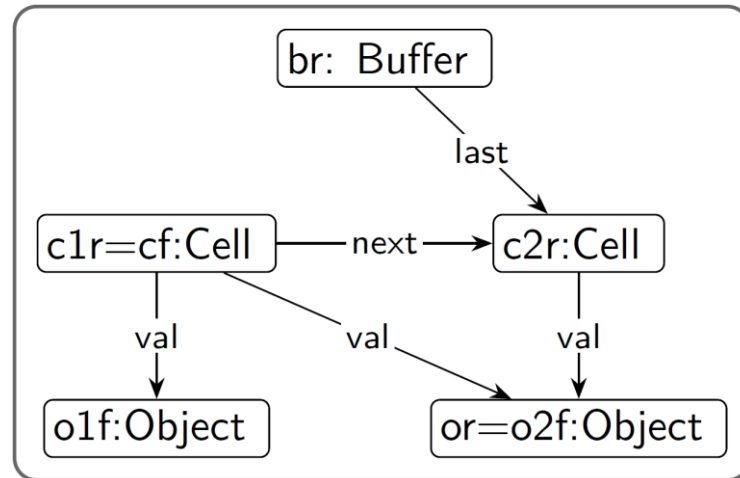 br: Buffer
last
c1r=cf:Cell
next
c2r:Cell
val
val
val
o1f:Object
or=o2f:Object